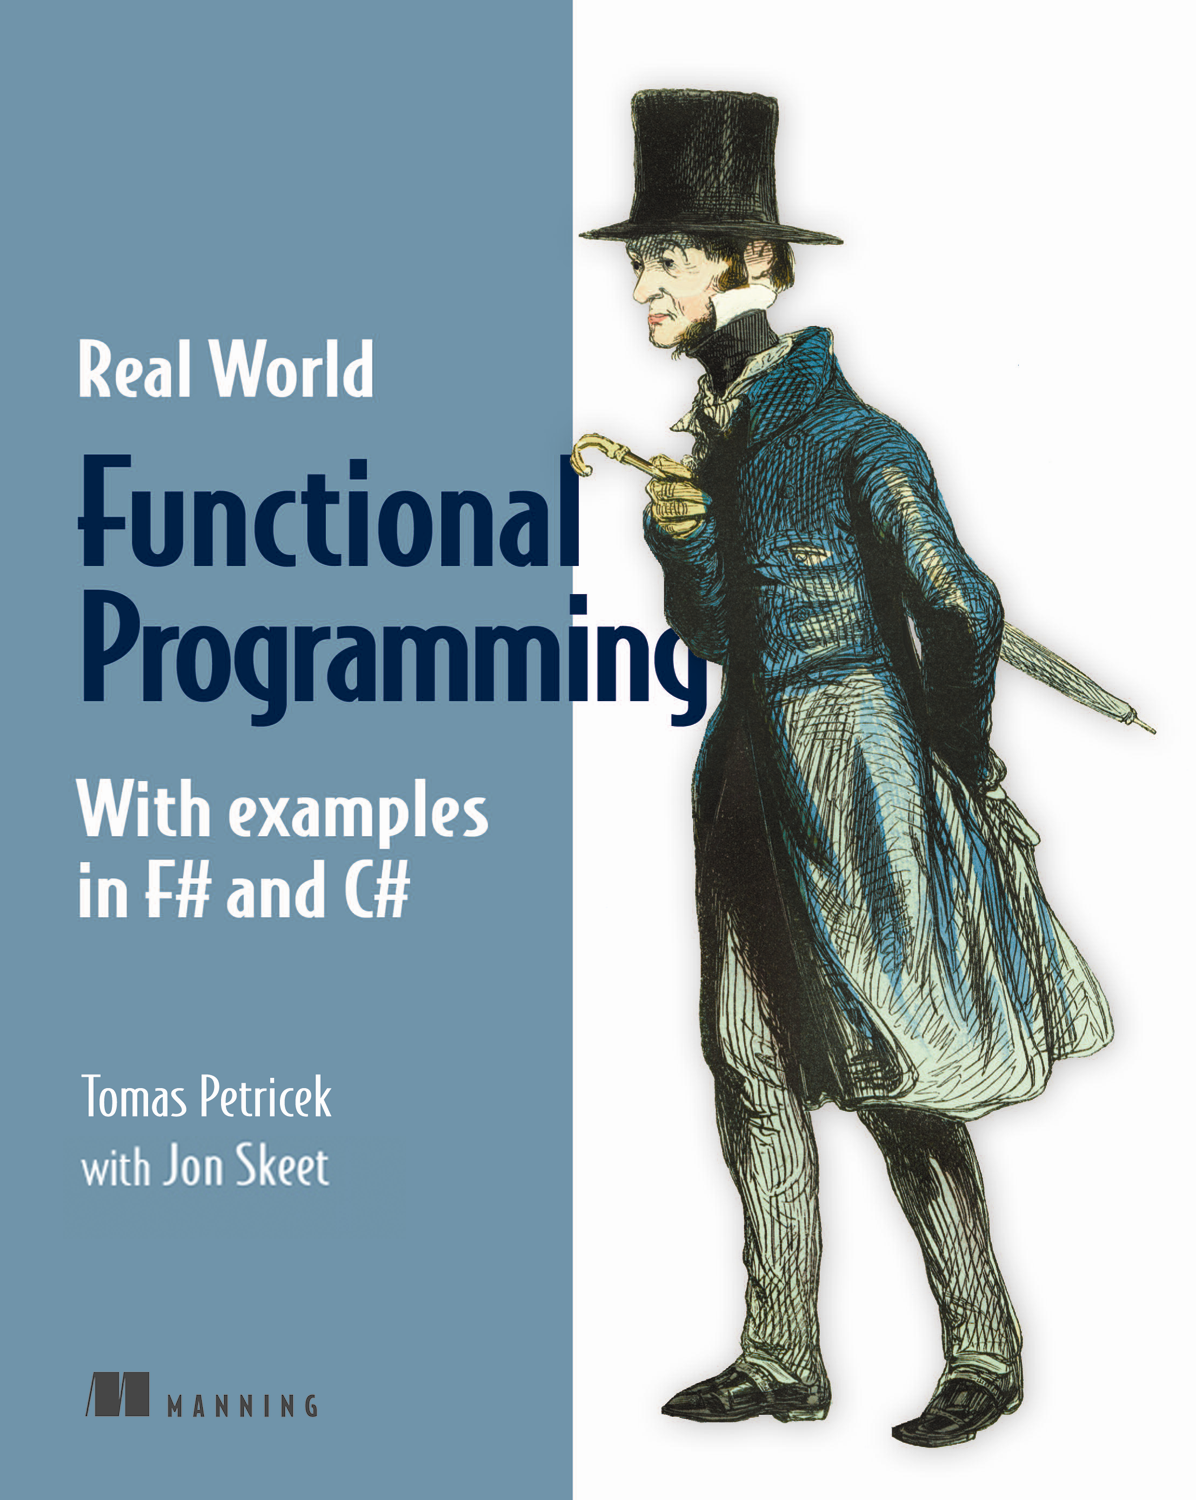 Real World
Functional
Programming
With examples
in F# and C#
Tomas Petricek
with Jon Skeet
MANNING